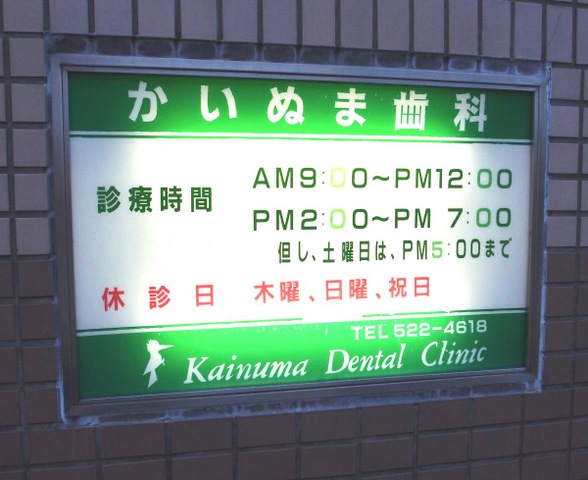 かいぬま歯科
診療時間 AM9:00～PM12:00
PM2:00～PM 7:00
但し、土曜日は、PM5:00まで
休診日 木曜、日曜、祝日
TEL 522-4618
Kainuma Dental Clinic